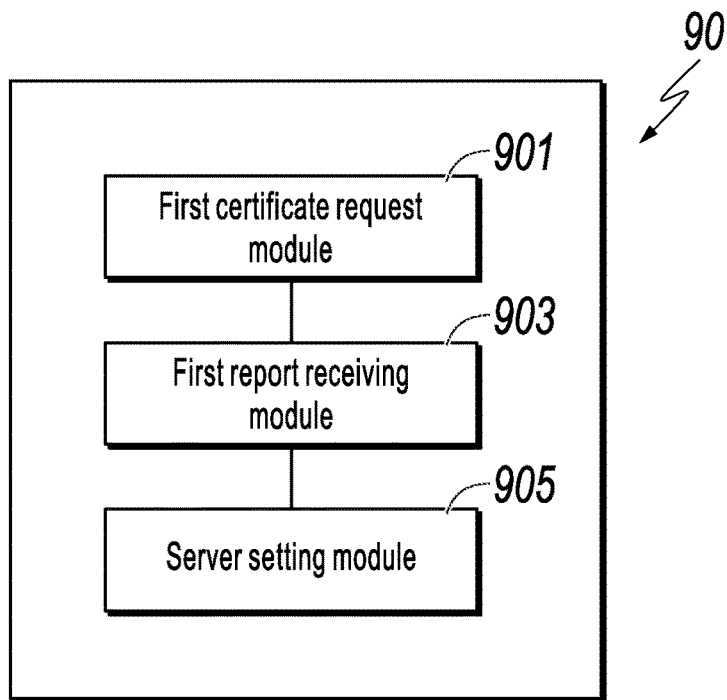 90
901
First certificate request
module
903
First report receiving
module
905
Server setting module